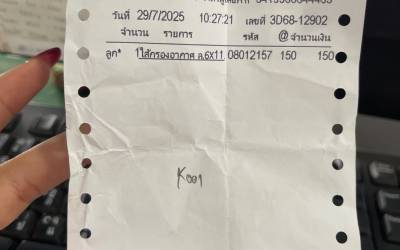 วันที่ 29/7/2025 10:27:21 เลขที่ 3D68-12902
จำนวน รายการ รหัส @ จำนวนเงิน
ลูก* 1 ไส้กรองอากาศ ล.6X11 08012157 150 150
K001